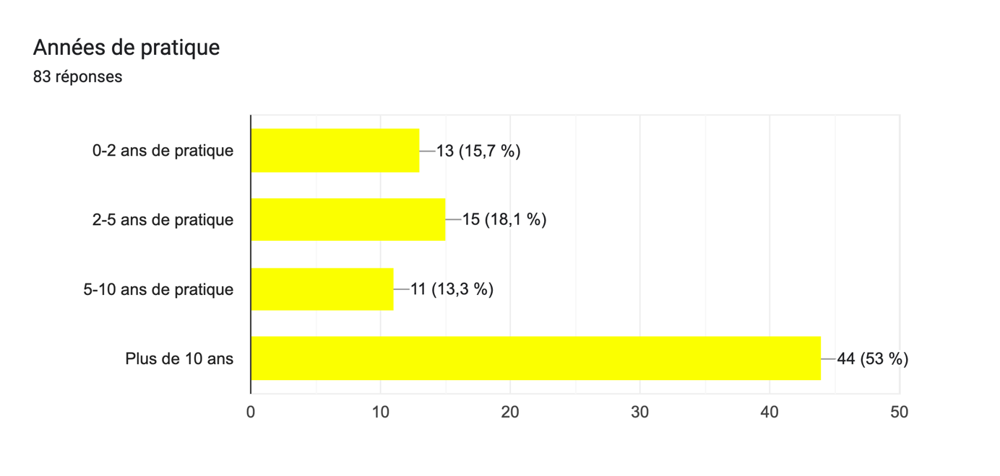 Années de pratique
83 réponses
0-2 ans de pratique
13 (15,7 %)
2-5 ans de pratique
15 (18,1 %)
5-10 ans de pratique
11 (13,3 %)
Plus de 10 ans
44 (53 %)
0 10 20 30 40 50